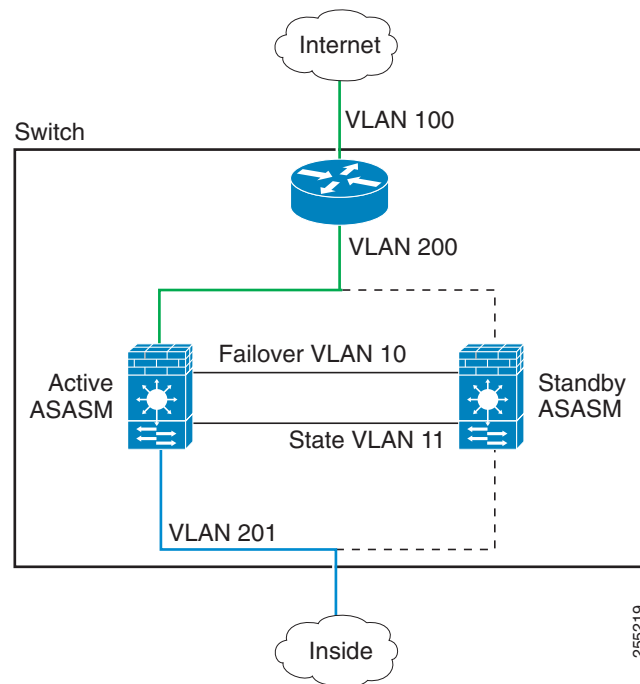 Internet
VLAN 100
Switch
VLAN 200
Failover VLAN 10
Active
ASASM
Standby
ASASM
State VLAN 11
VLAN 201
Inside
255219